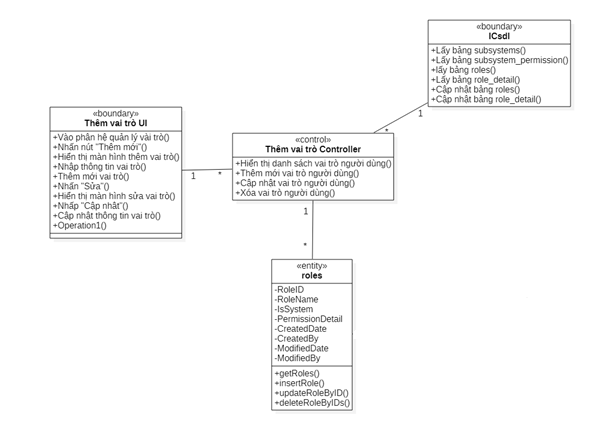 «boundary»
ICsdl
+Lấy bảng subsystems()
+Lấy bảng subsystem_permission()
+lấy bảng roles()
+Lấy bảng role_detail()
+Cập nhật bảng roles()
+Cập nhật bảng role_detail()
1
*
«boundary»
Thêm vai trò UI
+Vào phận hệ quản lý vài trò()
+Nhấn nút "Thêm mới"()
+Hiển thị màn hình thêm vai trò()
+Nhập thông tin vai trò()
+Thêm mới vai trò()
+Nhấn "Sửa"()
+Hiển thị màn hình sửa vai trò()
+Nhấp "Cập nhật"()
+Cập nhật thông tin vai trò()
+Operation1()
1
*
«control»
Thêm vai trò Controller
+Hiển thị danh sách vai trò người dùng()
+Thêm mới vai trò người dùng()
+Cập nhật vai trò người dùng()
+Xóa vai trò người dùng()
1
*
«entity»
roles
-RoleID
-RoleName
-IsSystem
-PermissionDetail
-CreatedDate
-CreatedBy
-ModifiedDate
-ModifiedBy
+getRoles()
+insertRole()
+updateRoleByID()
+deleteRoleByIDs()